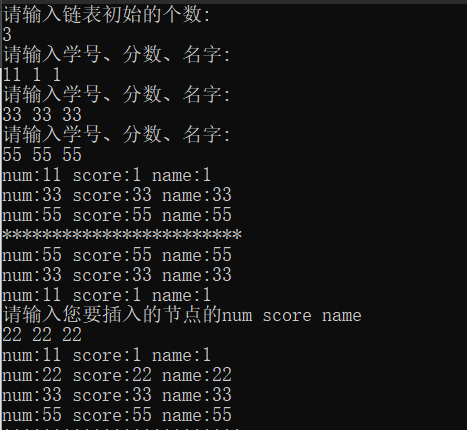 请输入链表初始的个数:
3
请输入学号、分数、名字:
11 1 1
请输入学号、分数、名字:
33 33 33
请输入学号、分数、名字:
55 55 55
num:11 score:1 name:1
num:33 score:33 name:33
num:55 score:55 name:55
************************
num:55 score:55 name:55
num:33 score:33 name:33
num:11 score:1 name:1
请输入您要插入的节点的num score name
22 22 22
num:11 score:1 name:1
num:22 score:22 name:22
num:33 score:33 name:33
num:55 score:55 name:55